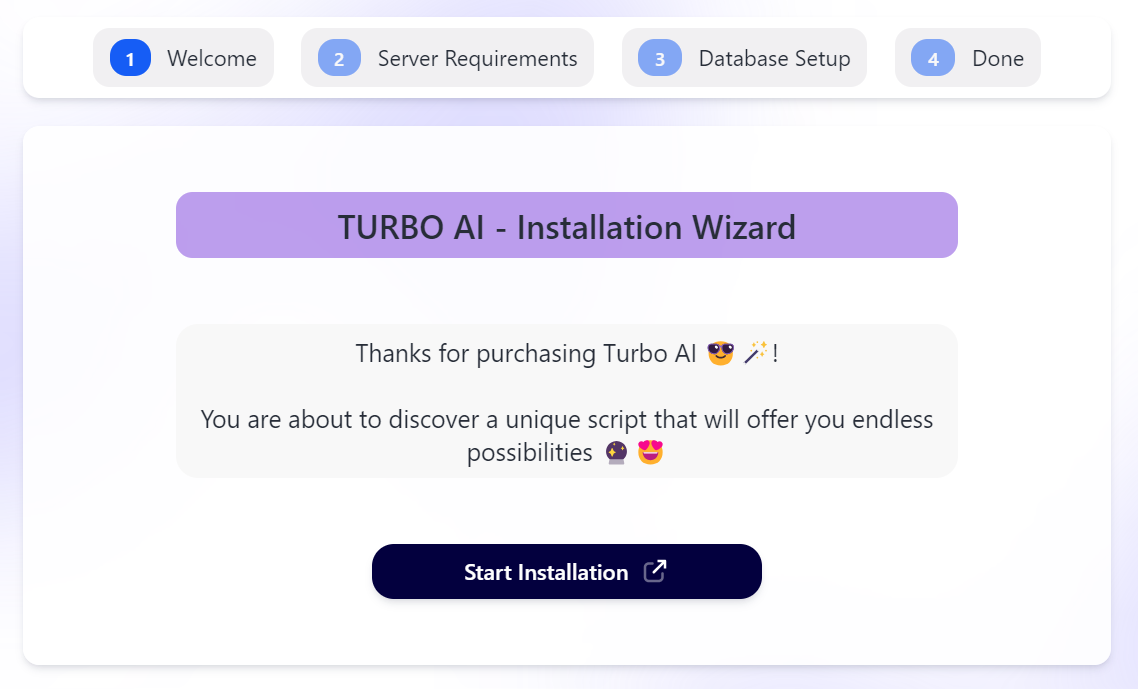 1 Welcome 2 Server Requirements 3 Database Setup 4 Done
TURBO AI - Installation Wizard
Thanks for purchasing Turbo AI 😎 🪄!
You are about to discover a unique script that will offer you endless
possibilities 🔮 😍
Start Installation